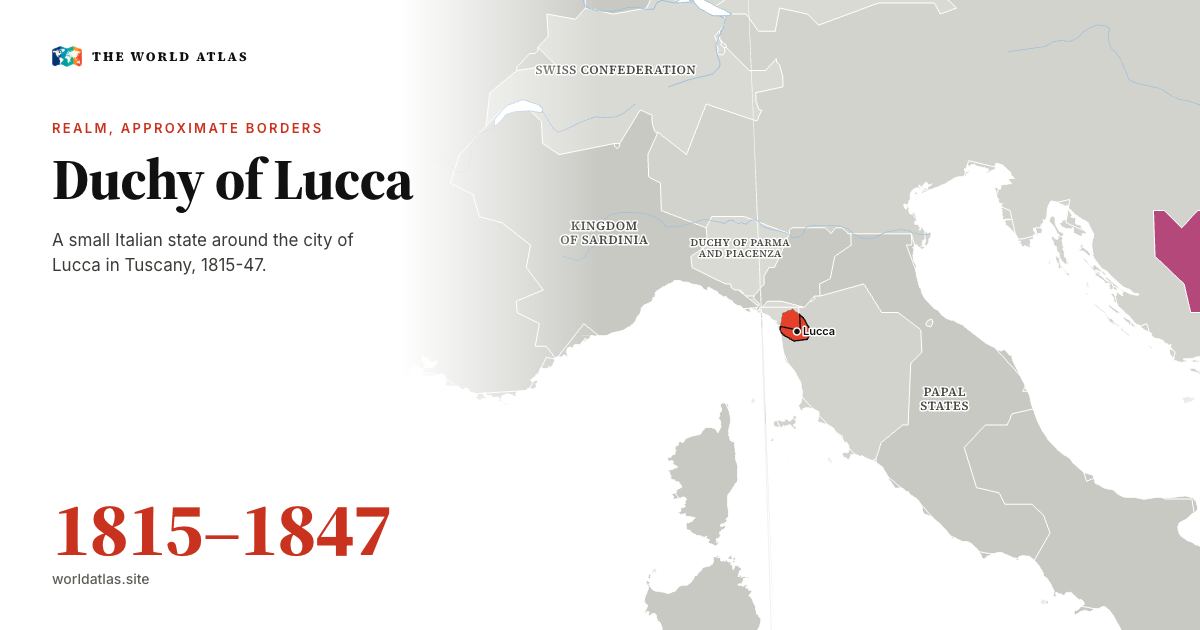 THE WORLD ATLAS
REALM, APPROXIMATE BORDERS
Duchy of Lucca
A small Italian state around the city of
Lucca in Tuscany, 1815-47.
1815–1847
worldatlas.site
SWISS CONFEDERATION
KINGDOM
OF SARDINIA
DUCHY OF PARMA
AND PIACENZA
Lucca
PAPAL
STATES